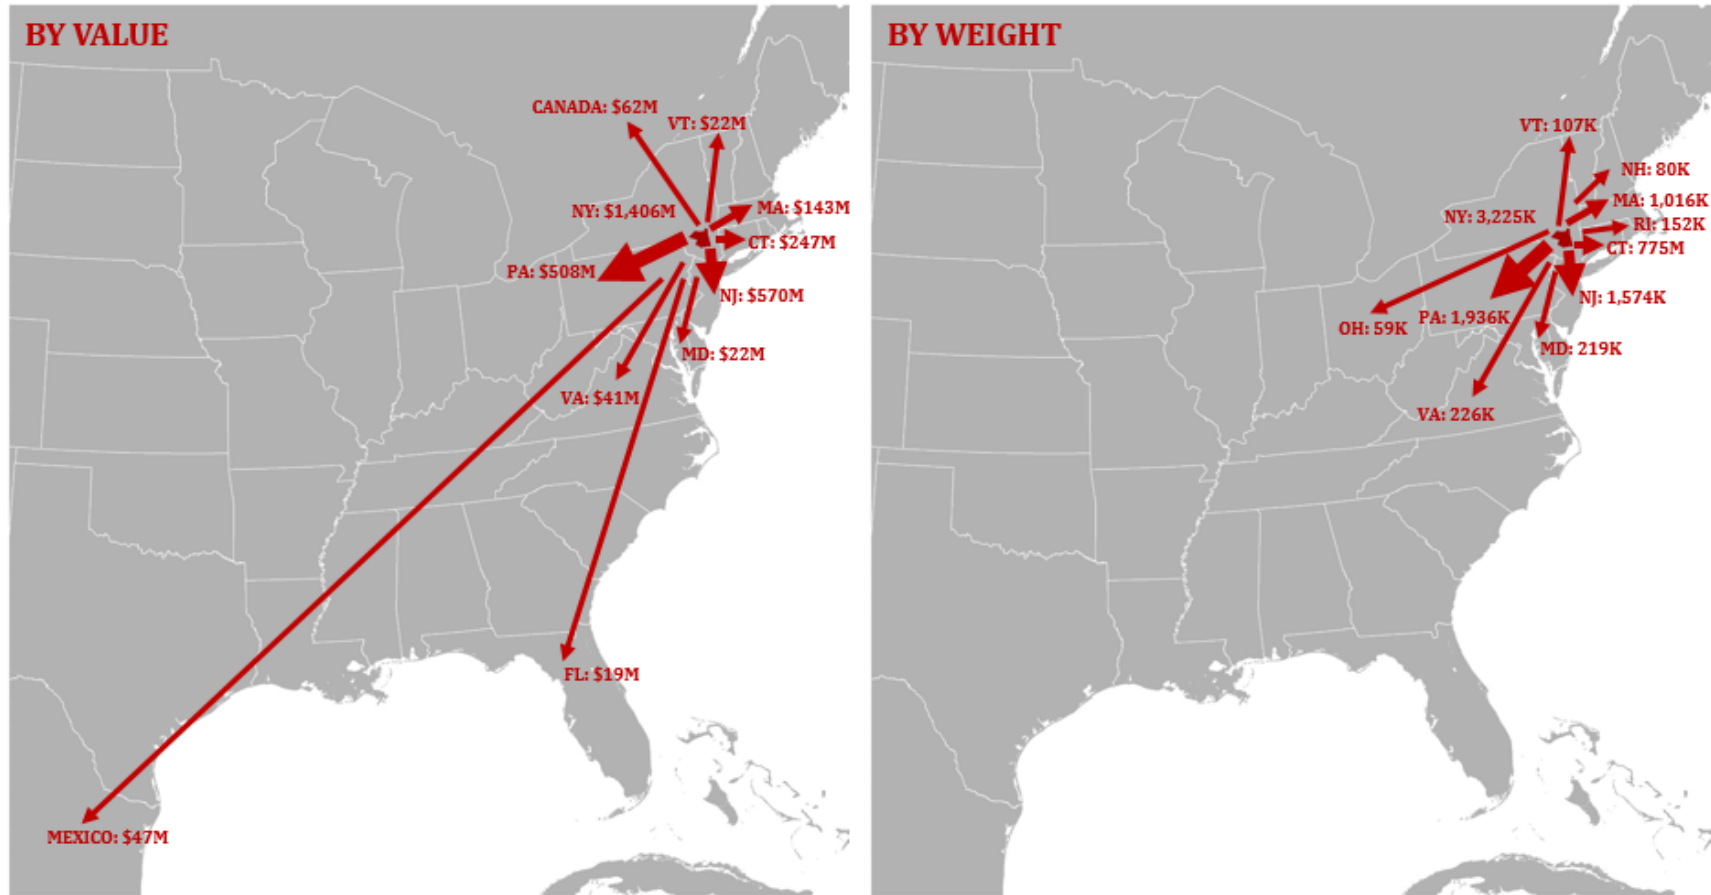 BY VALUE
CANADA: $62M
VT: $22M
NY: $1,406M
MA: $143M
CT: $247M
PA: $508M
NJ: $570M
MD: $22M
VA: $41M
FL: $19M
MEXICO: $47M
BY WEIGHT
VT: 107K
NH: 80K
MA: 1,016K
NY: 3,225K
RI: 152K
CT: 775M
NJ: 1,574K
PA: 1,936K
OH: 59K
MD: 219K
VA: 226K